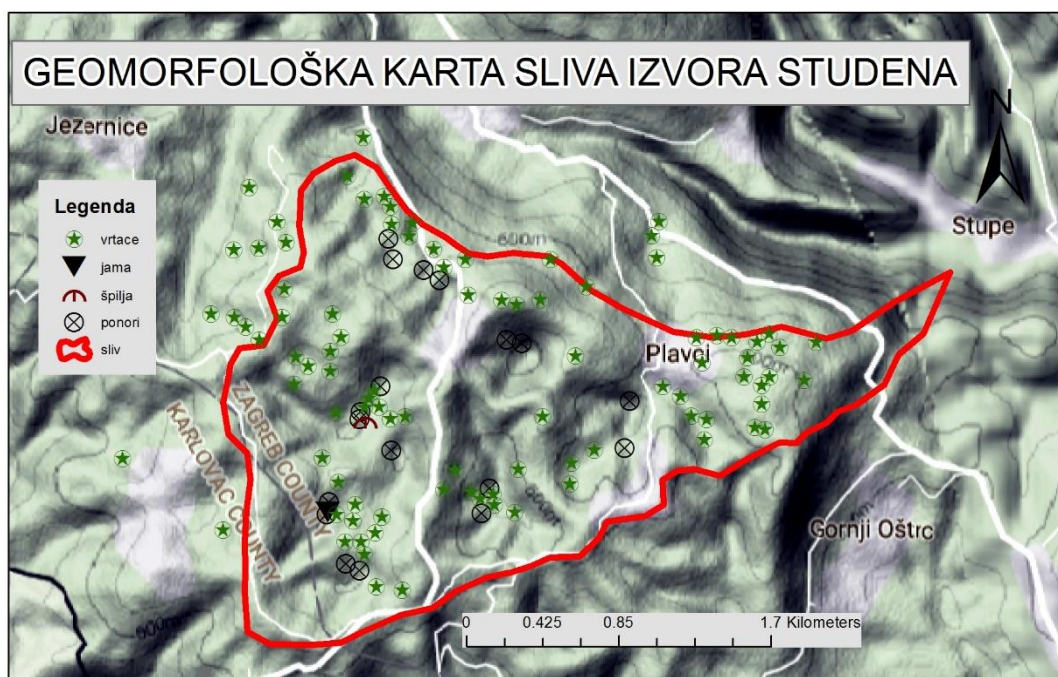 GEOMORFOLOŠKA KARTA SLIVA IZVORA STUDENA
Jezernice
N
Legenda
vrtace
jama
špilja
ponori
sliv
Stupe
600m
Plavci
ZAGREB COUNTY
KARLOVAC COUNTY
600m
Gornji Oštrc
600m
0 0.425 0.85 1.7 Kilometers